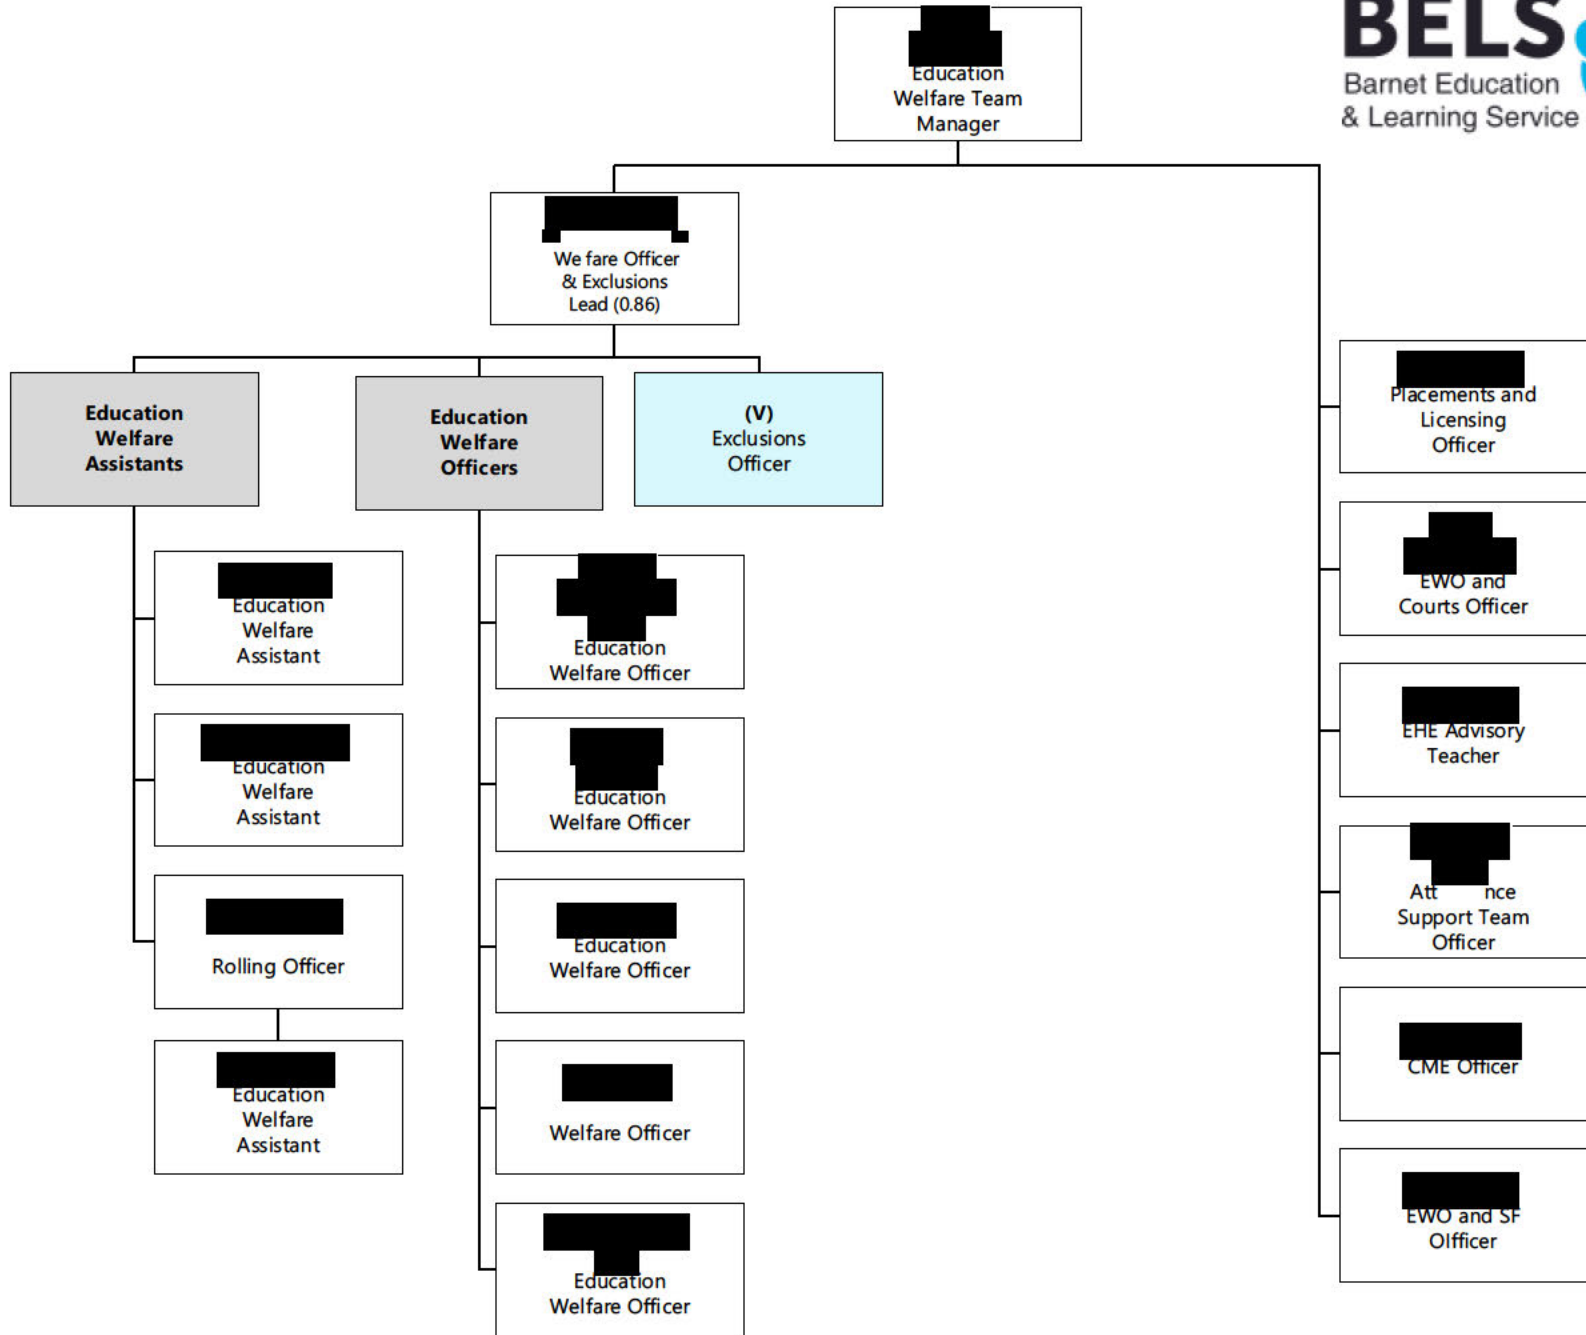 BELS
Barnet Education
& Learning Service
Education
Welfare Team
Manager
We fare Officer
& Exclusions
Lead (0.86)
Education
Welfare
Assistants
Education
Welfare
Officers
(V)
Exclusions
Officer
Education
Welfare
Assistant
Education
Welfare
Assistant
Rolling Officer
Education
Welfare
Assistant
Education
Welfare Officer
Education
Welfare Officer
Education
Welfare Officer
Welfare Officer
Education
Welfare Officer
Placements and
Licensing
Officer
EWO and
Courts Officer
EHE Advisory
Teacher
Att nce
Support Team
Officer
CME Officer
EWO and SF
Olfficer